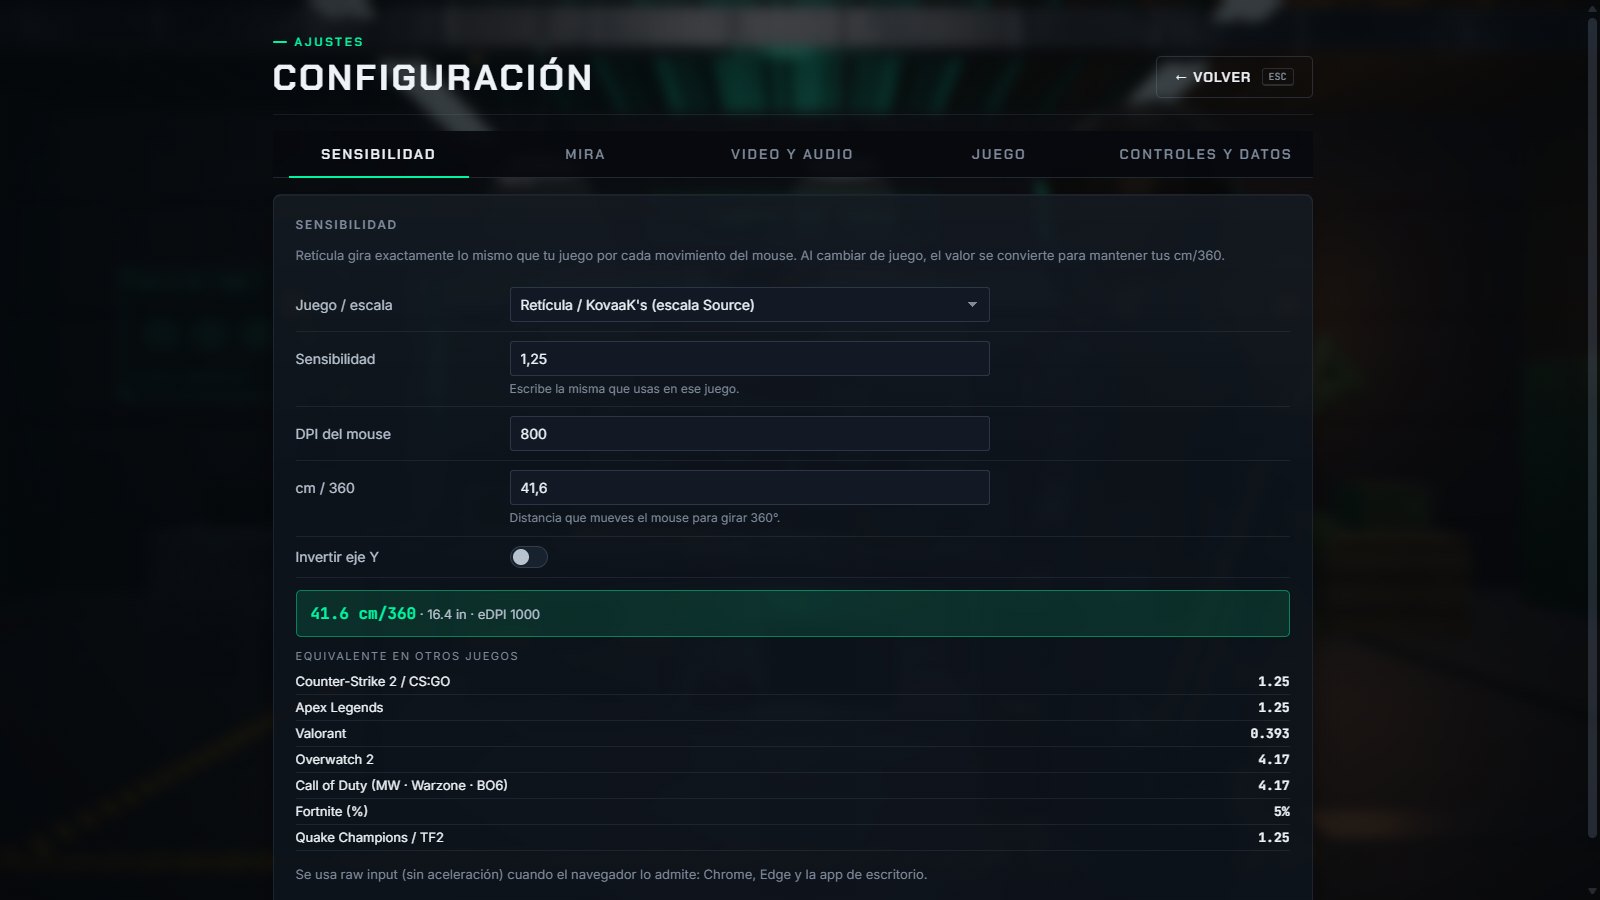 — AJUSTES
CONFIGURACIÓN
← VOLVER ESC
SENSIBILIDAD MIRA VIDEO Y AUDIO JUEGO CONTROLES Y DATOS
SENSIBILIDAD
Retícula gira exactamente lo mismo que tu juego por cada movimiento del mouse. Al cambiar de juego, el valor se convierte para mantener tus cm/360.
Juego / escala Retícula / KovaaK's (escala Source)
Sensibilidad 1,25
Escribe la misma que usas en ese juego.
DPI del mouse 800
cm / 360 41,6
Distancia que mueves el mouse para girar 360°.
Invertir eje Y
41.6 cm/360 · 16.4 in · eDPI 1000
EQUIVALENTE EN OTROS JUEGOS
Counter-Strike 2 / CS:GO 1.25
Apex Legends 1.25
Valorant 0.393
Overwatch 2 4.17
Call of Duty (MW · Warzone · BO6) 4.17
Fortnite (%) 5%
Quake Champions / TF2 1.25
Se usa raw input (sin aceleración) cuando el navegador lo admite: Chrome, Edge y la app de escritorio.